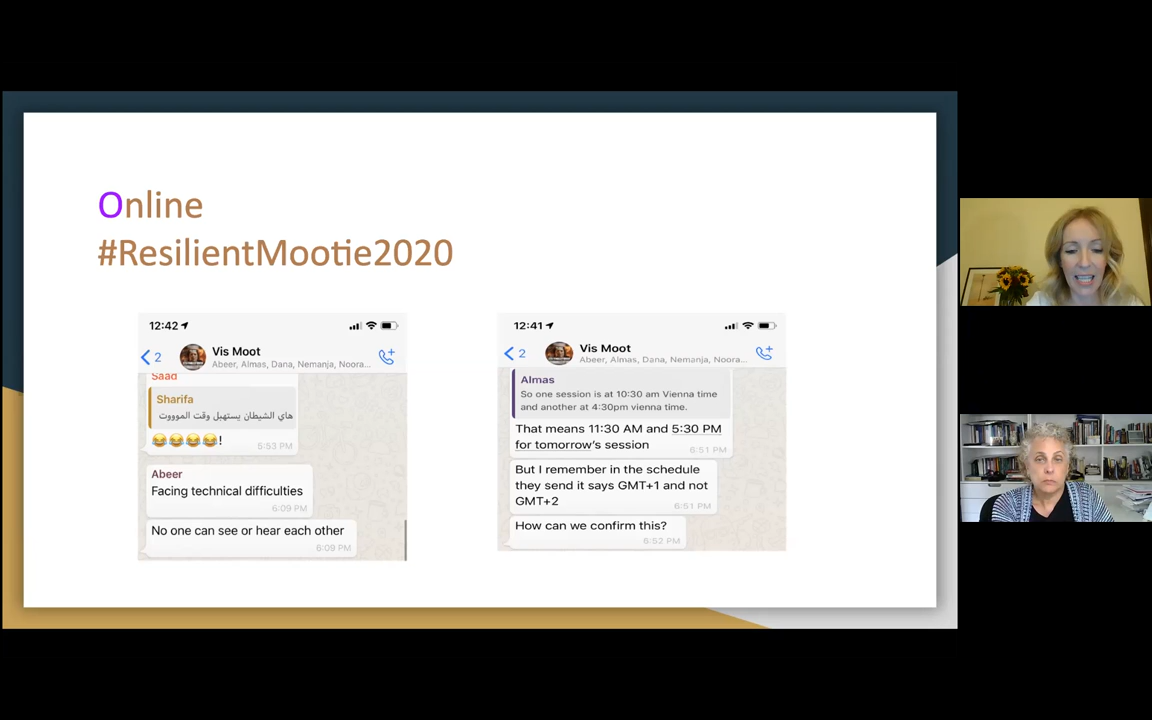 Online
#ResilientMootie2020
12:42
2
Vis Moot
Abeer, Almas, Dana, Nemanja, Noora...
Saad
Sharifa
هاي الشيطان يستهبل وقت المووووت
!
5:53 PM
Abeer
Facing technical difficulties
6:09 PM
No one can see or hear each other
6:09 PM
12:41
2
Vis Moot
Abeer, Almas, Dana, Nemanja, Noora...
Almas
So one session is at 10:30 am Vienna time
and another at 4:30pm vienna time.
That means 11:30 AM and 5:30 PM
for tomorrow's session
6:51 PM
But I remember in the schedule
they send it says GMT+1 and not
GMT+2
6:51 PM
How can we confirm this?
6:52 PM